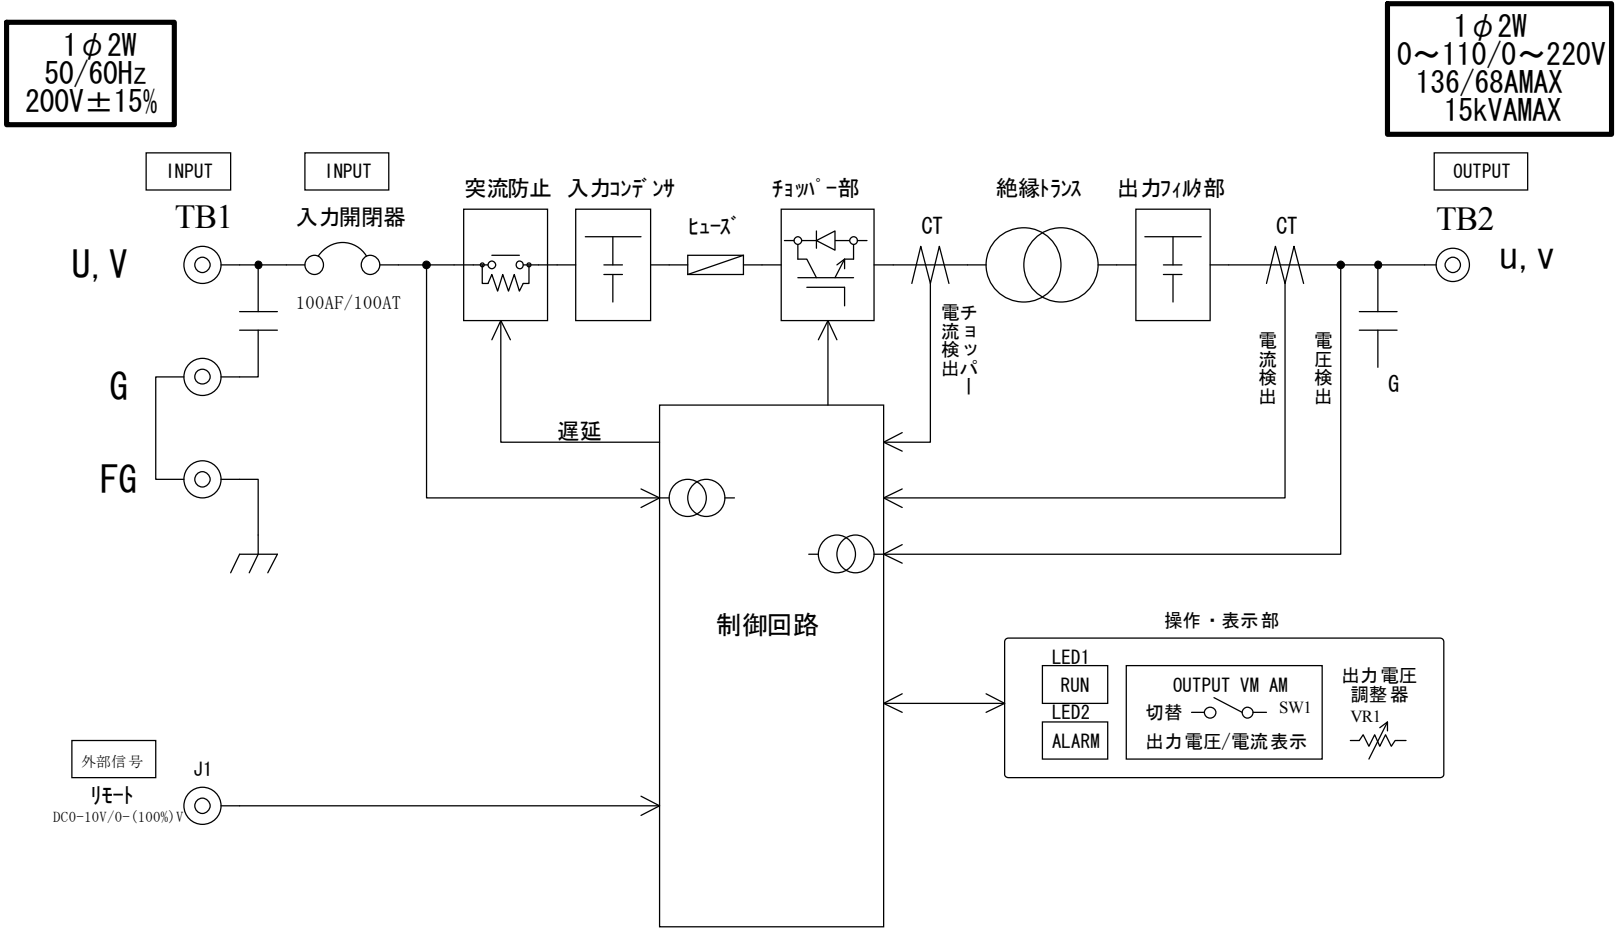 1φ2W
50/60Hz
200V±15%
1φ2W
0～110/0～220V
136/68AMAX
15kVAMAX
INPUT
INPUT
OUTPUT
TB1
入力開閉器
突流防止
入力ｺﾝﾃﾞﾝｻ
ﾋｭｰｽﾞ
ﾁｮｯﾊﾟｰ部
CT
絶縁ﾄﾗﾝｽ
出力ﾌｨﾙﾀ部
CT
TB2
U,V
100AF/100AT
u,v
チョッパー
電流検出
電流検出
電圧検出
G
G
遅延
FG
制御回路
操作・表示部
LED1
RUN
LED2
ALARM
OUTPUT VM AM
切替
SW1
出力電圧/電流表示
出力電圧
調整器
VR1
外部信号
J1
ﾘﾓｰﾄ
DC0-10V/0-(100%)V